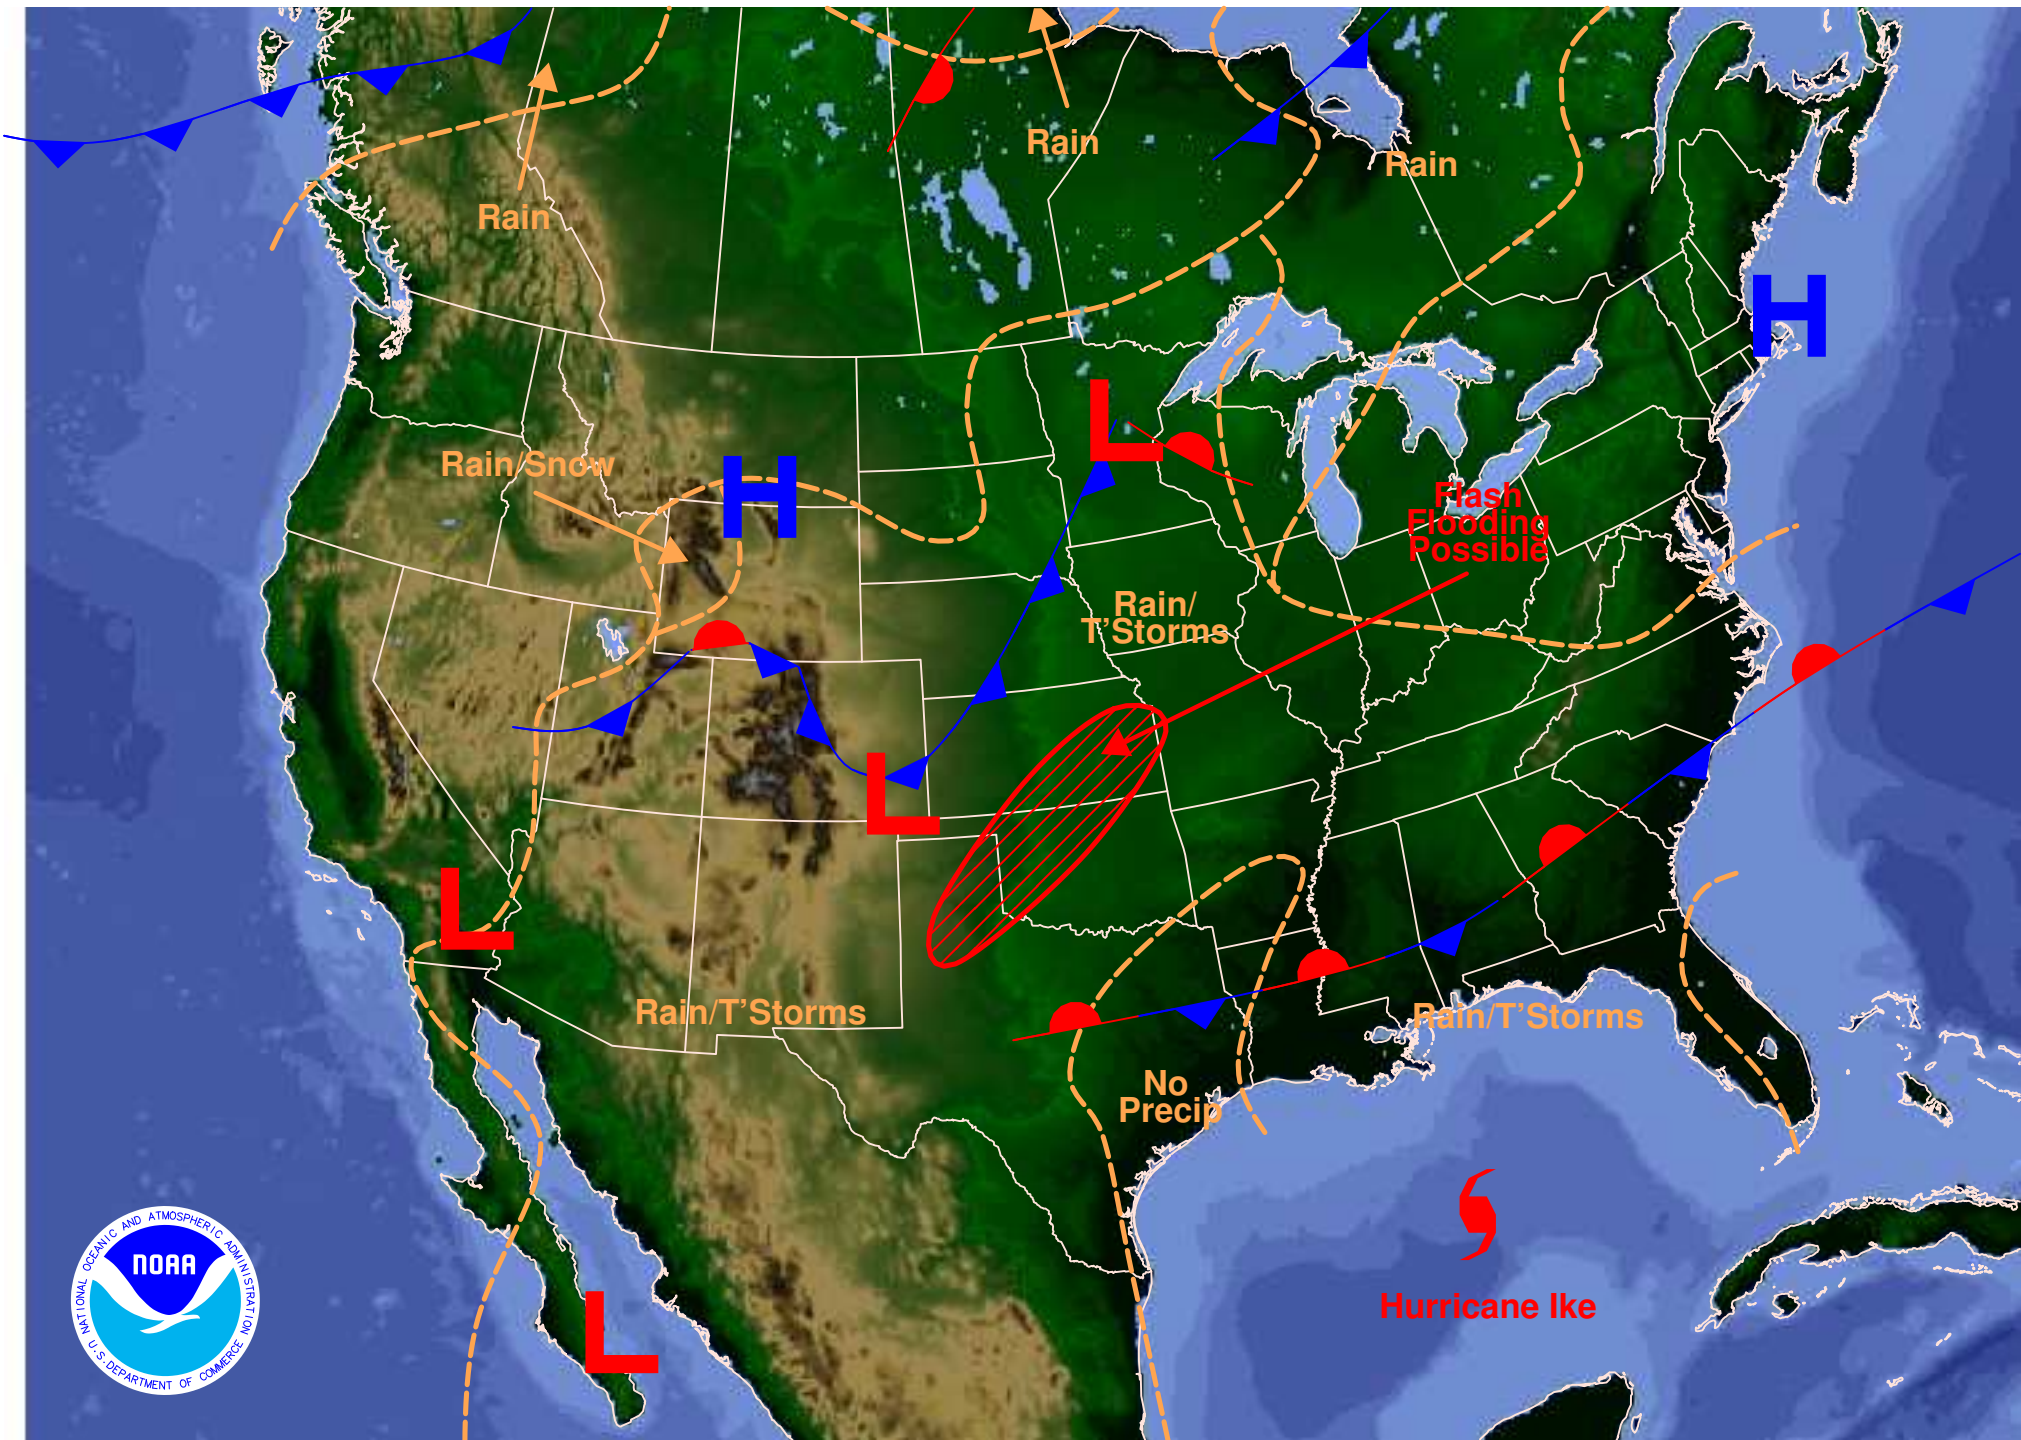 Rain
Rain
Rain
H
L
Rain/Snow
H
Flash
Flooding
Possible
Rain/
T'Storms
L
L
Rain/T'Storms
Rain/T'Storms
No
Precip
Hurricane Ike
L
NATIONAL OCEANIC AND ATMOSPHERIC ADMINISTRATION
NOAA
U.S. DEPARTMENT OF COMMERCE